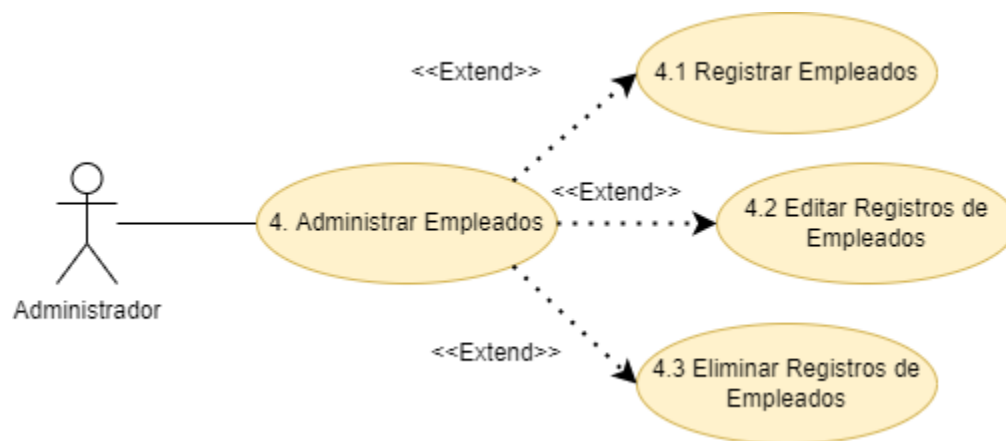 <<Extend>>
4.1 Registrar Empleados
4. Administrar Empleados
<<Extend>>
4.2 Editar Registros de
Empleados
Administrador
<<Extend>>
4.3 Eliminar Registros de
Empleados